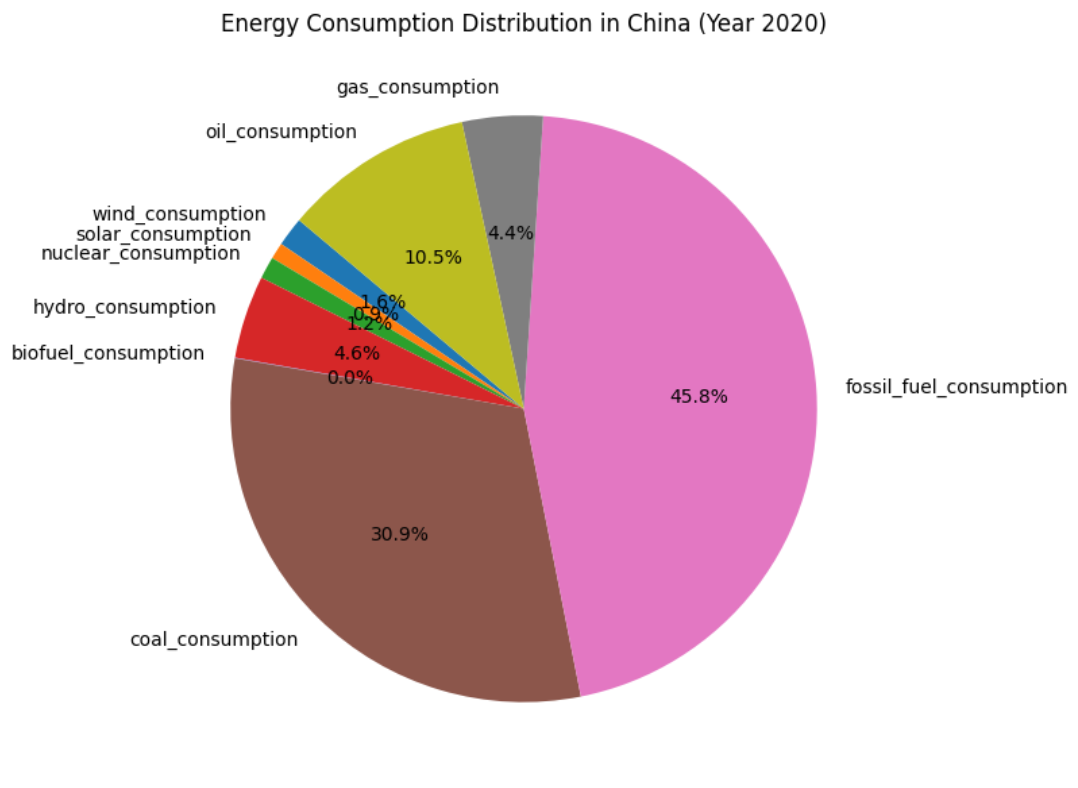 Energy Consumption Distribution in China (Year 2020)
gas_consumption
oil_consumption
wind_consumption
solar_consumption
nuclear_consumption
hydro_consumption
biofuel_consumption
coal_consumption
fossil_fuel_consumption
4.4%
10.5%
1.6%
0.9%
1.2%
4.6%
0.0%
30.9%
45.8%